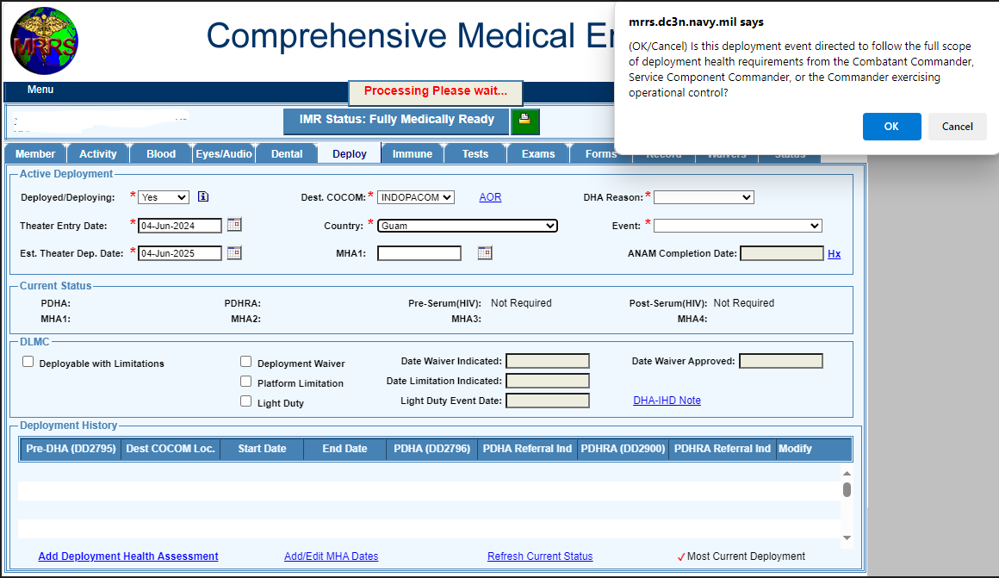 MRRS
Comprehensive Medical
mrrs.dc3n.navy.mil says
(OK/Cancel) Is this deployment event directed to follow the full scope
of deployment health requirements from the Combatant Commander,
Service Component Commander, or the Commander exercising
operational control?
OK Cancel
Menu
Processing Please wait...
IMR Status: Fully Medically Ready
Member Activity Blood Eyes/Audio Dental Deploy Immune Tests Exams Forms Record Waivers Status
Active Deployment
Deployed/Deploying: * Yes Dest. COCOM: * INDOPACOM AOR DHA Reason: *
Theater Entry Date: * 04-Jun-2024 Country: * Guam Event: *
Est. Theater Dep. Date: * 04-Jun-2025 MHA1: ANAM Completion Date: Hx
Current Status
PDHA: PDHRA: Pre-Serum(HIV): Not Required Post-Serum(HIV): Not Required
MHA1: MHA2: MHA3: MHA4:
DLMC
Deployable with Limitations Deployment Waiver Date Waiver Indicated: Date Waiver Approved:
Platform Limitation Date Limitation Indicated:
Light Duty Light Duty Event Date: DHA-IHD Note
Deployment History
Pre-DHA (DD2795) Dest COCOM Loc. Start Date End Date PDHA (DD2796) PDHA Referral Ind PDHRA (DD2900) PDHRA Referral Ind Modify
Add Deployment Health Assessment Add/Edit MHA Dates Refresh Current Status ✓Most Current Deployment